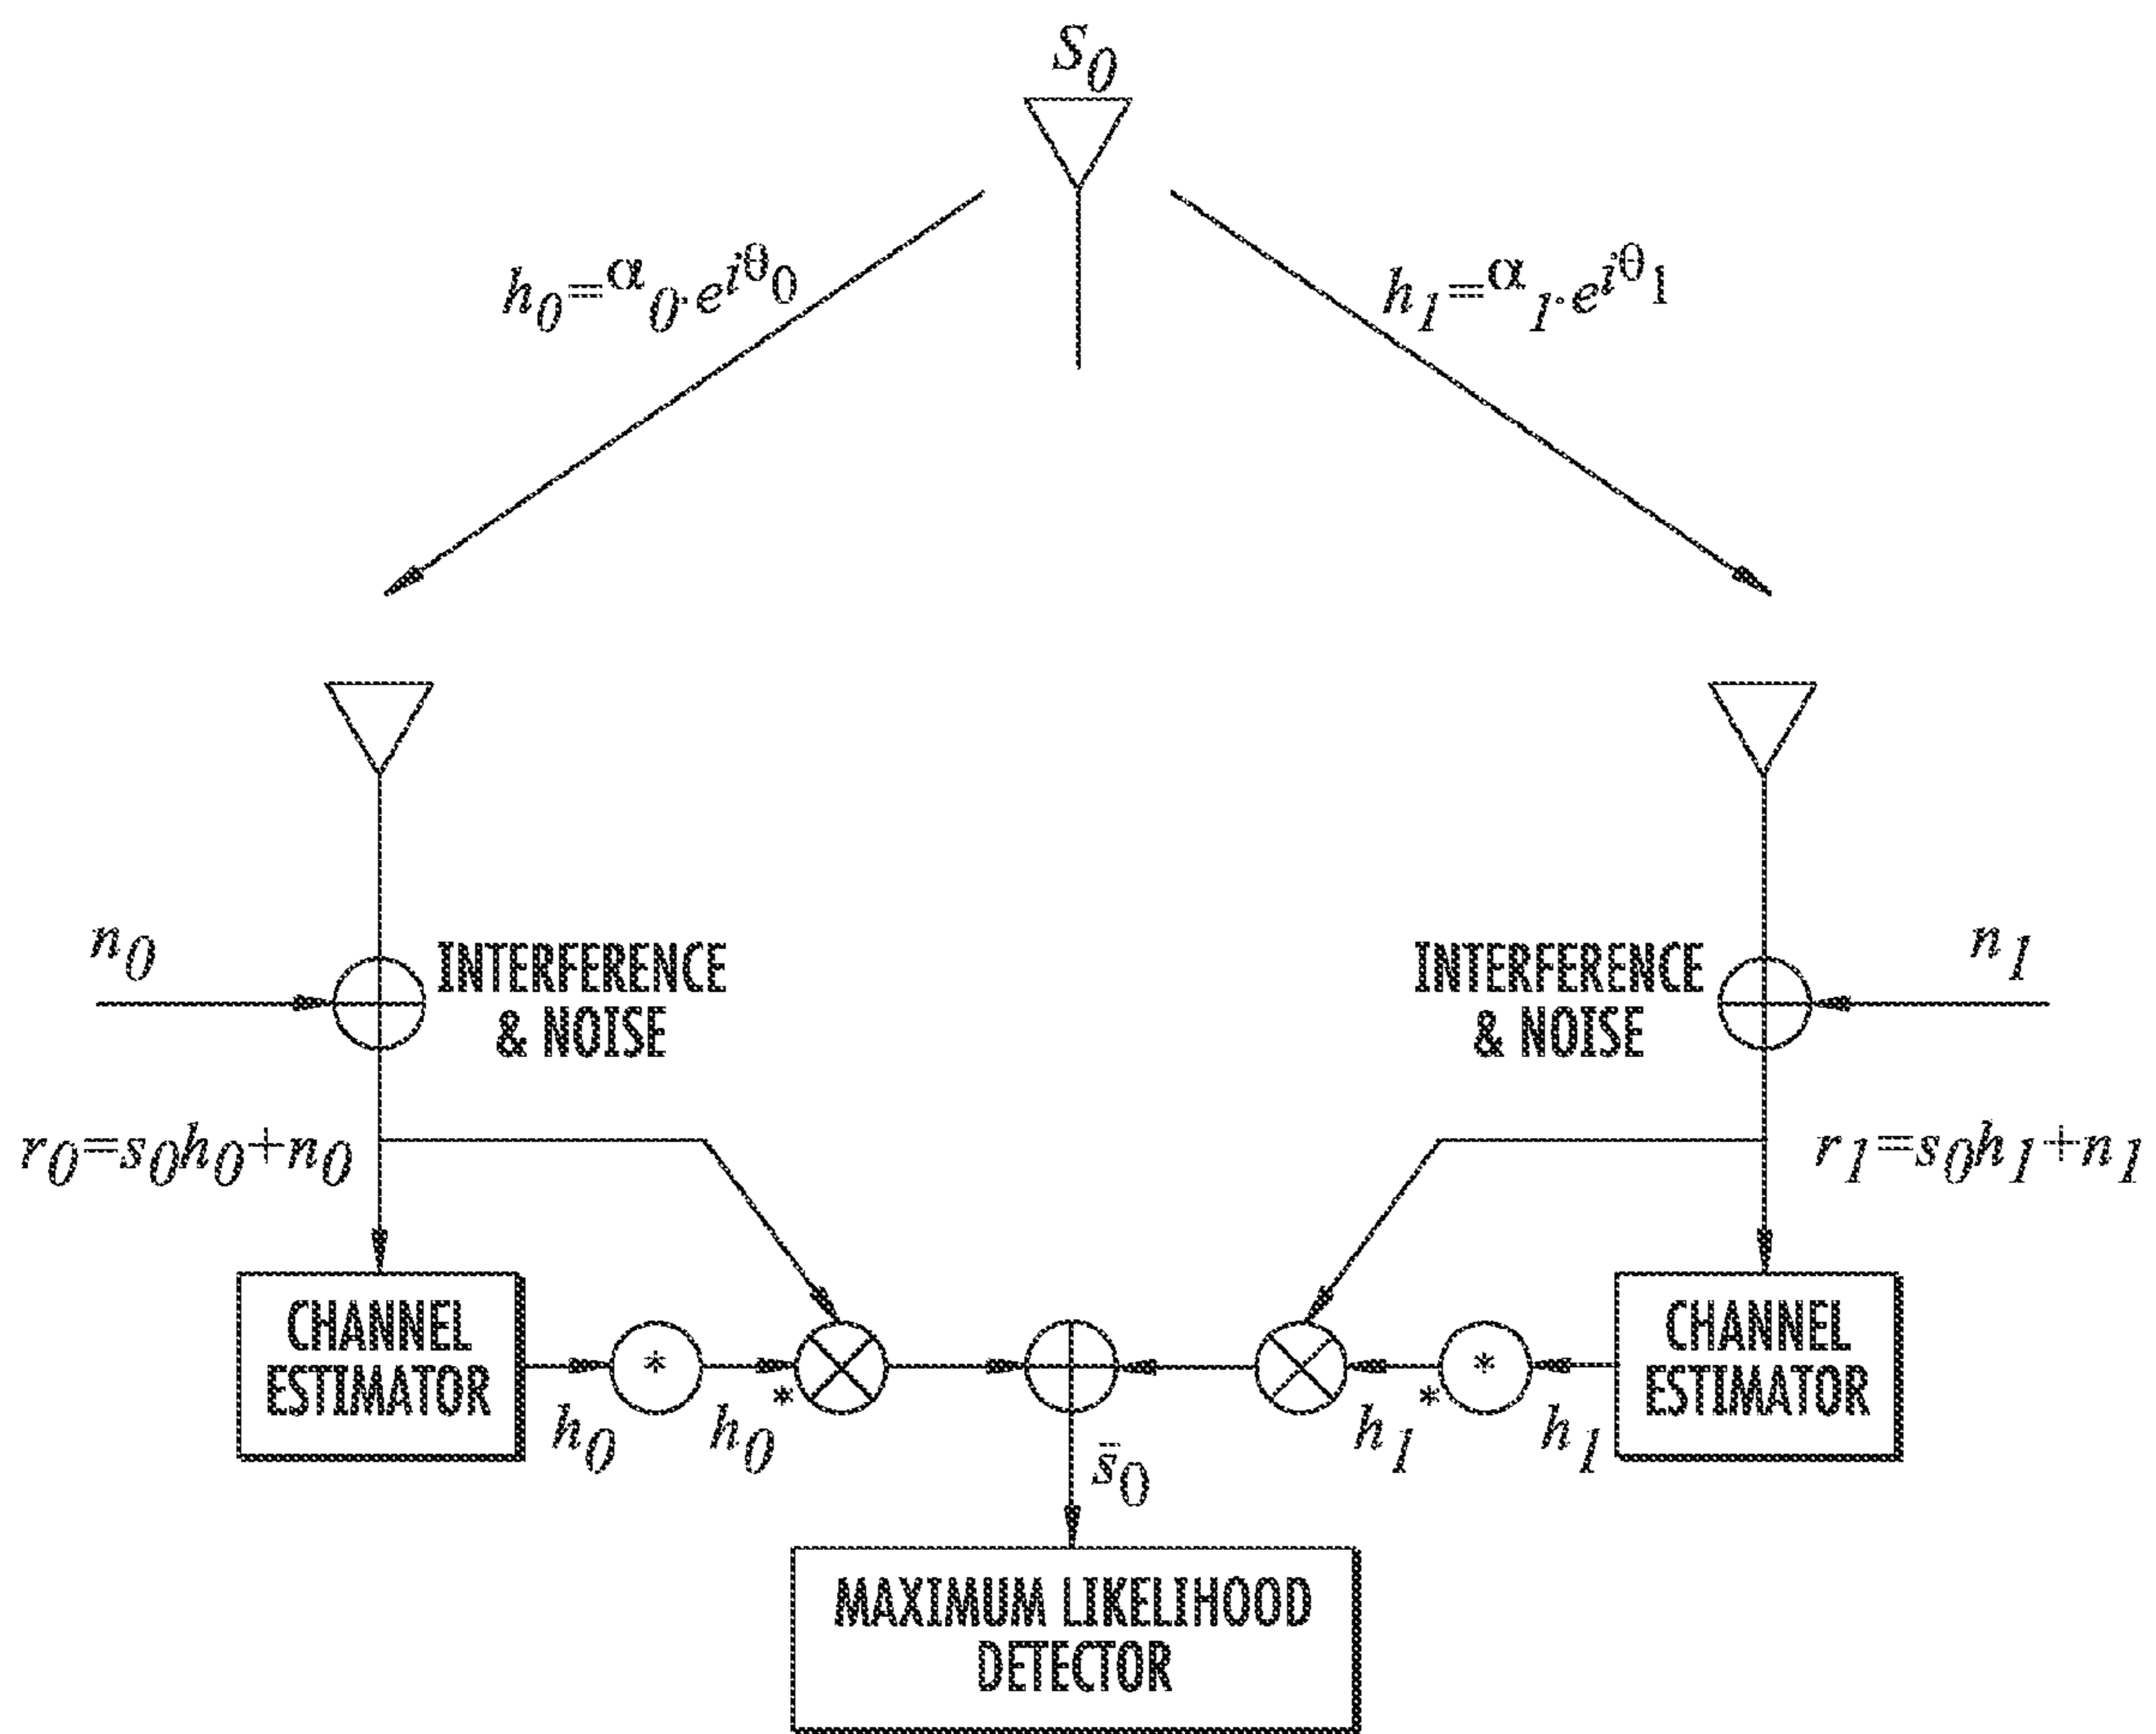 S₀
h₀=α₀·e^{iθ₀}
h₁=α₁·e^{iθ₁}
n₀
INTERFERENCE
& NOISE
INTERFERENCE
& NOISE
n₁
r₀=s₀h₀+n₀
r₁=s₀h₁+n₁
CHANNEL
ESTIMATOR
*
*
CHANNEL
ESTIMATOR
h₀
h₀*
h₁*
h₁
s̄₀
MAXIMUM LIKELIHOOD
DETECTOR